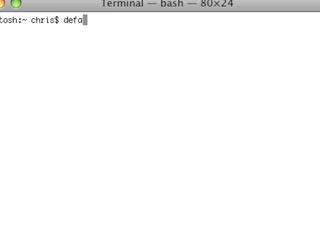 Terminal — bash — 80×24
tosh:~ chris$ defa